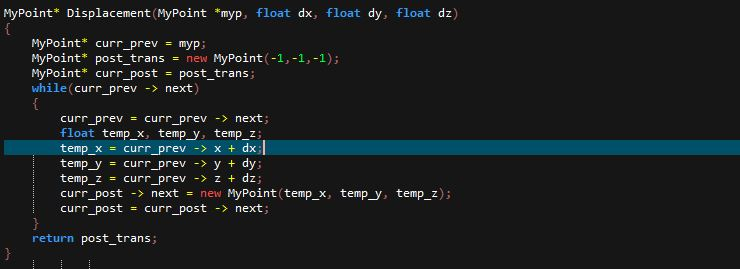 MyPoint* Displacement(MyPoint *myp, float dx, float dy, float dz)
{
    MyPoint* curr_prev = myp;
    MyPoint* post_trans = new MyPoint(-1,-1,-1);
    MyPoint* curr_post = post_trans;
    while(curr_prev -> next)
    {
        curr_prev = curr_prev -> next;
        float temp_x, temp_y, temp_z;
        temp_x = curr_prev -> x + dx;
        temp_y = curr_prev -> y + dy;
        temp_z = curr_prev -> z + dz;
        curr_post -> next = new MyPoint(temp_x, temp_y, temp_z);
        curr_post = curr_post -> next;
    }
    return post_trans;
}